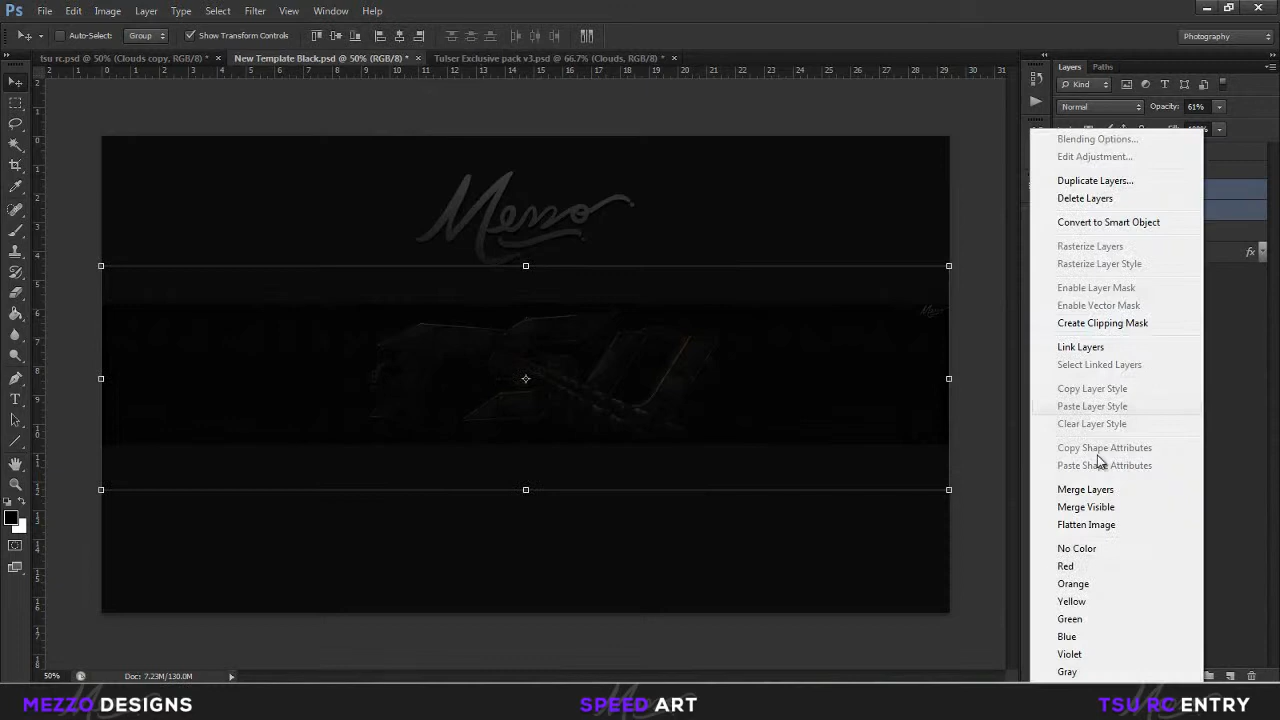 Ps File Edit Image Layer Type Select Filter View Window Help
Auto-Select: Group Show Transform Controls Photography
tsu rc.psd @ 50% (Clouds copy, RGB/8) * × New Template Black.psd @ 50% (RGB/8) * × Tulser Exclusive pack v3.psd @ 66.7% (Clouds, RGB/8) * ×
Layers Paths
Kind
Normal Opacity: 61%
Blending Options...
Edit Adjustment...
Duplicate Layers...
Delete Layers
Convert to Smart Object
Rasterize Layers
Rasterize Layer Style
Enable Layer Mask
Enable Vector Mask
Create Clipping Mask
Link Layers
Select Linked Layers
Copy Layer Style
Paste Layer Style
Clear Layer Style
Copy Shape Attributes
Paste Shape Attributes
Merge Layers
Merge Visible
Flatten Image
No Color
Red
Orange
Yellow
Green
Blue
Violet
Gray
Mezzo
fx
50% Doc: 7.23M/130.0M
MEZZO DESIGNS SPEED ART TSU RC ENTRY